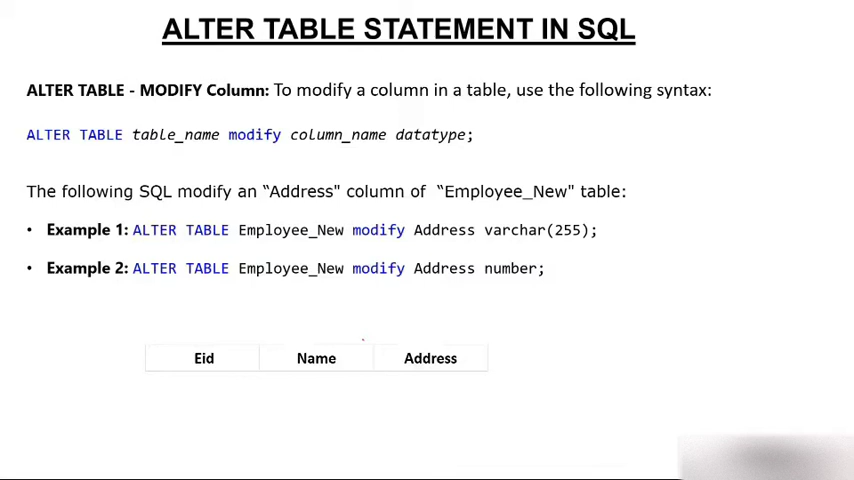 ALTER TABLE STATEMENT IN SQL
ALTER TABLE - MODIFY Column: To modify a column in a table, use the following syntax:
ALTER TABLE table_name modify column_name datatype;
The following SQL modify an “Address" column of “Employee_New" table:
• Example 1: ALTER TABLE Employee_New modify Address varchar(255);
• Example 2: ALTER TABLE Employee_New modify Address number;
Eid Name Address